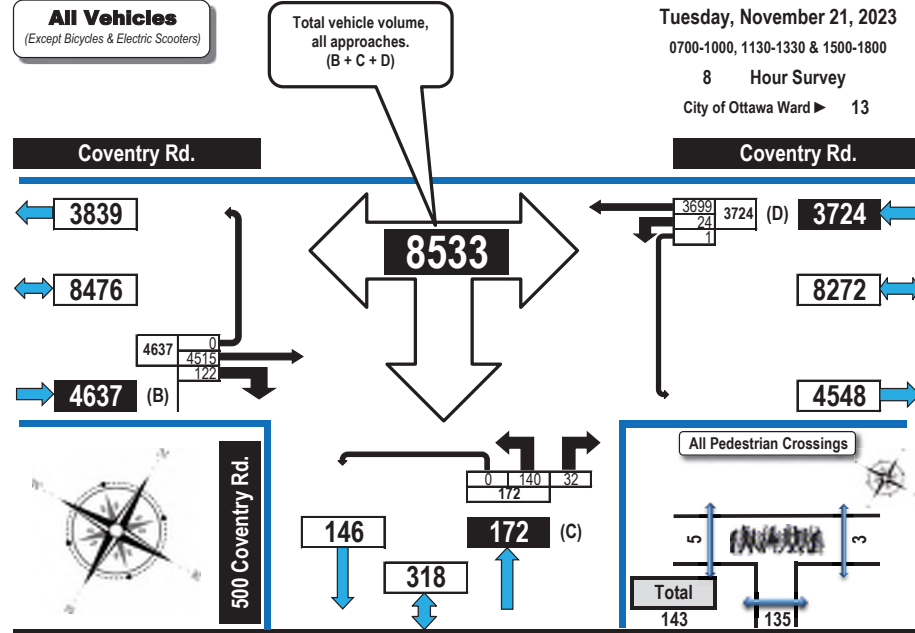 All Vehicles
(Except Bicycles & Electric Scooters)
Total vehicle volume,
all approaches.
(B + C + D)
Tuesday, November 21, 2023
0700-1000, 1130-1330 & 1500-1800
8 Hour Survey
City of Ottawa Ward ► 13
Coventry Rd.
Coventry Rd.
3839
8533
3699
24
1
3724
(D)
3724
8476
8272
4637
0
4515
122
4637
(B)
4548
500 Coventry Rd.
0
140
32
172
146
172
(C)
318
All Pedestrian Crossings
5
3
Total
143
135